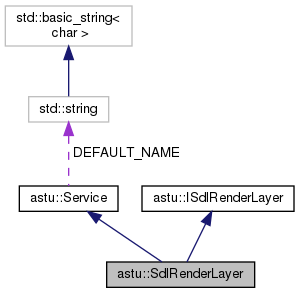 std::basic_string<
char >
std::string
DEFAULT_NAME
astu::Service
astu::ISdlRenderLayer
astu::SdlRenderLayer